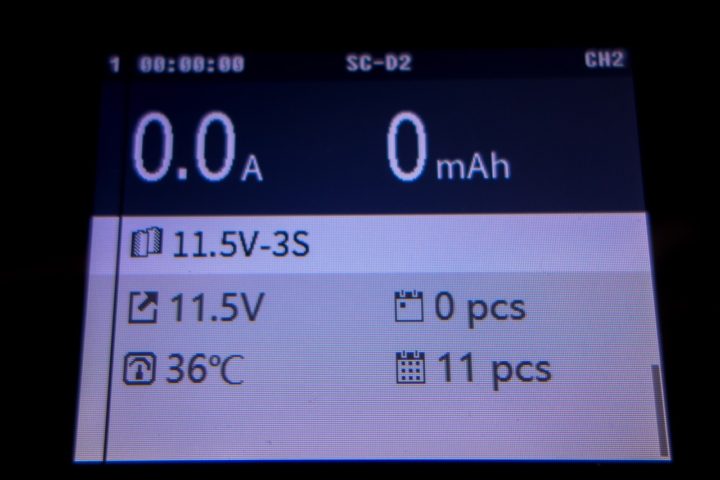 1 00:00:00 SC-D2 CH2
0.0A 0mAh
11.5V-3S
11.5V 0 pcs
36℃ 11 pcs